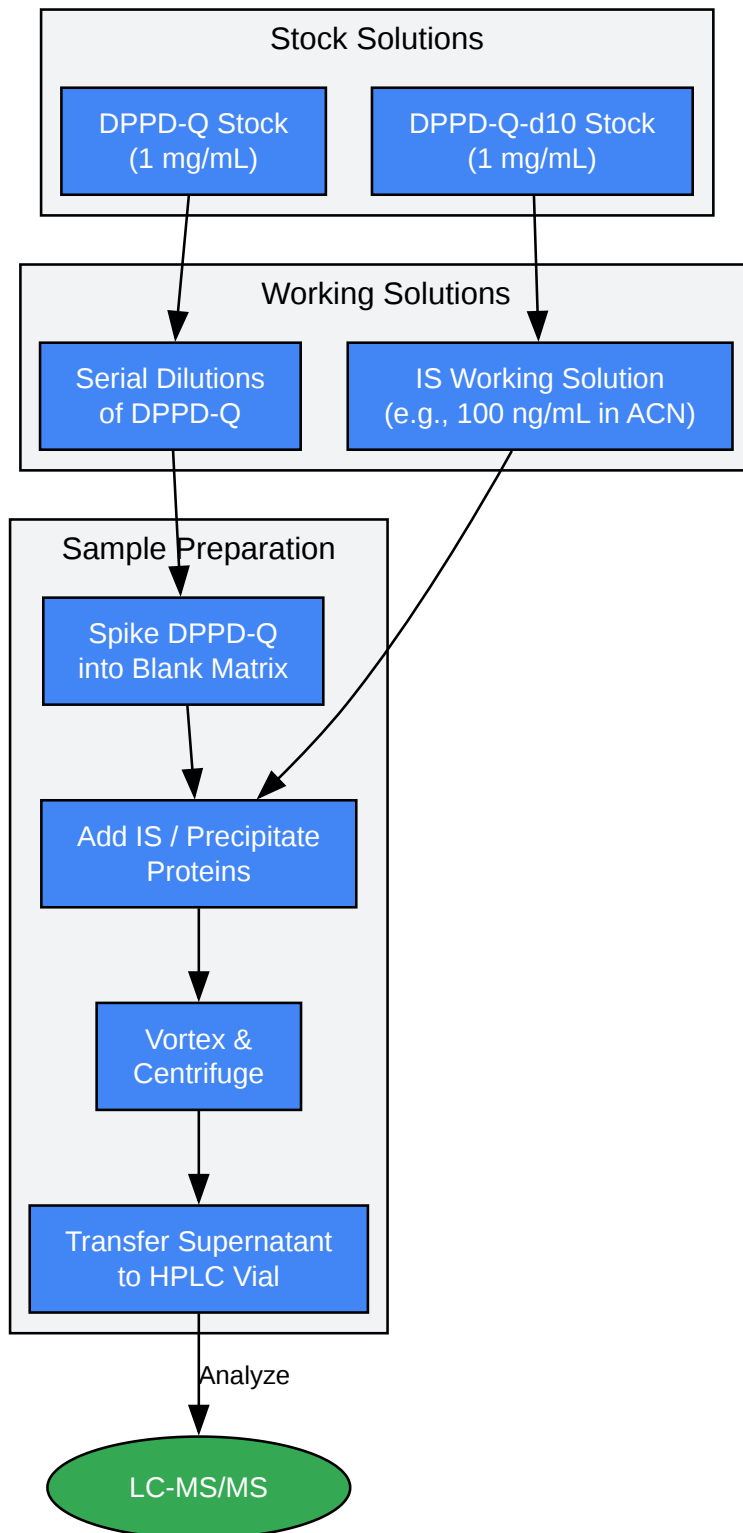 Stock Solutions
DPPD-Q Stock
(1 mg/mL)
DPPD-Q-d10 Stock
(1 mg/mL)
Working Solutions
Serial Dilutions
of DPPD-Q
IS Working Solution
(e.g., 100 ng/mL in ACN)
Sample Preparation
Spike DPPD-Q
into Blank Matrix
Add IS / Precipitate
Proteins
Vortex &
Centrifuge
Transfer Supernatant
to HPLC Vial
Analyze
LC-MS/MS